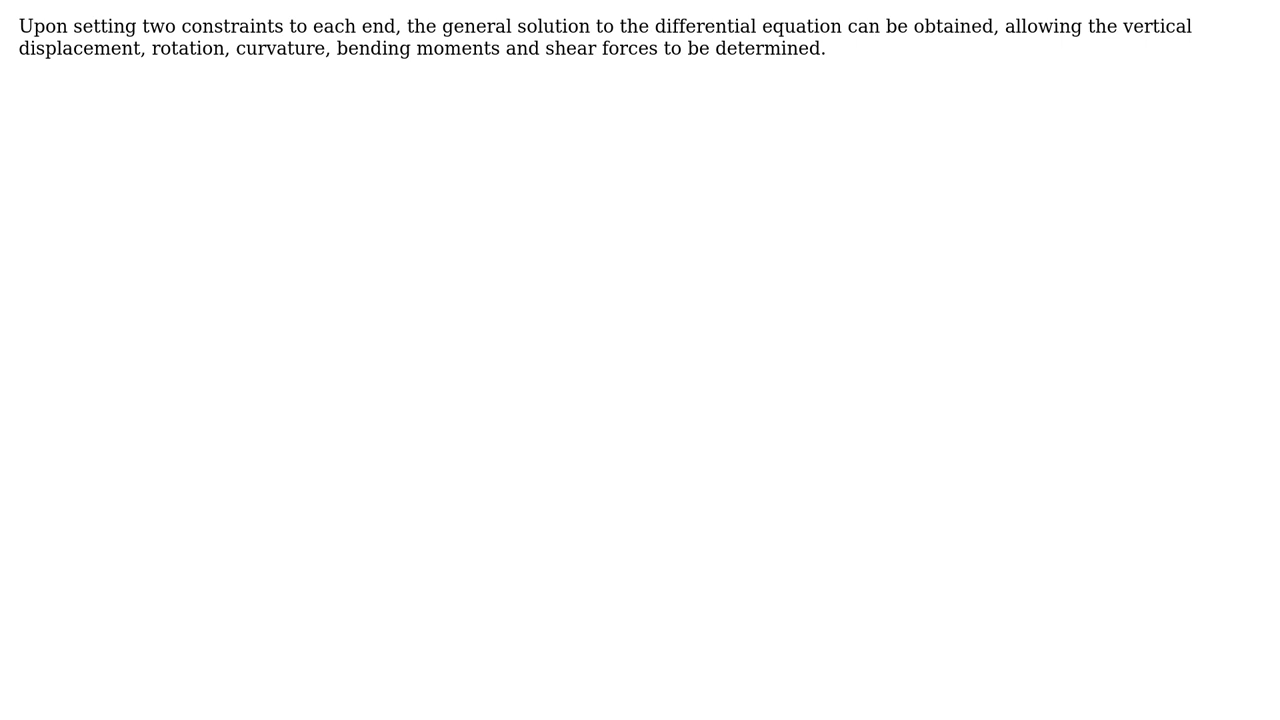 Upon setting two constraints to each end, the general solution to the differential equation can be obtained, allowing the vertical
displacement, rotation, curvature, bending moments and shear forces to be determined.